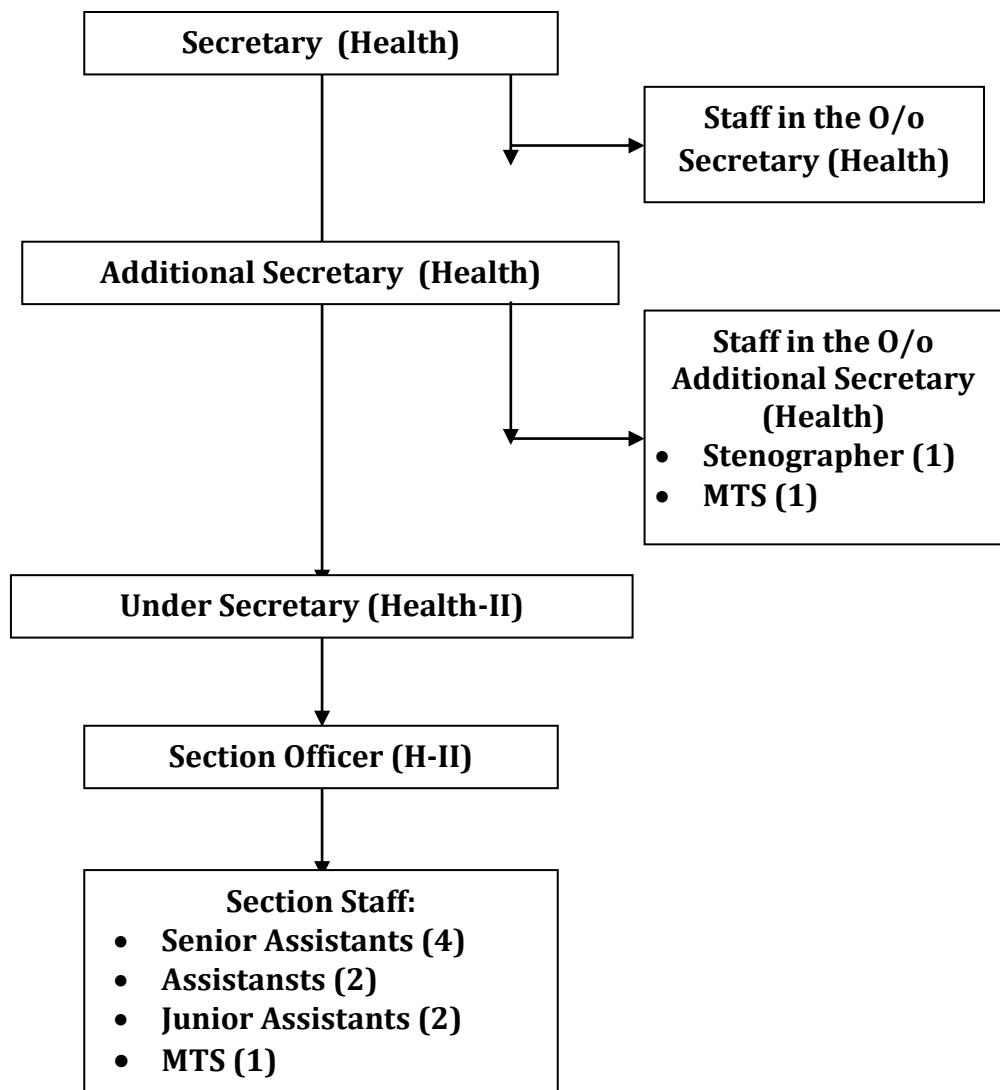 Secretary (Health)
Staff in the O/o
Secretary (Health)
Additional Secretary (Health)
Staff in the O/o
Additional Secretary
(Health)
• Stenographer (1)
• MTS (1)
Under Secretary (Health-II)
Section Officer (H-II)
Section Staff:
• Senior Assistants (4)
• Assistansts (2)
• Junior Assistants (2)
• MTS (1)